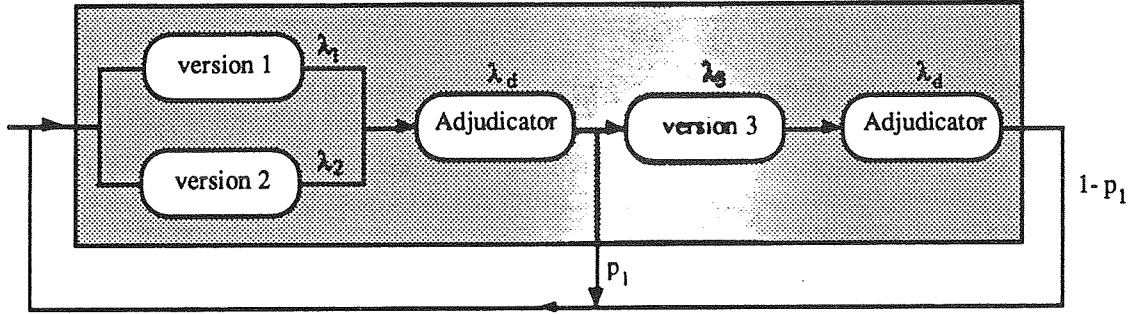 version 1
λ1
version 2
λ2
Adjudicator
λd
version 3
λ3
Adjudicator
λd
p1
1- p1